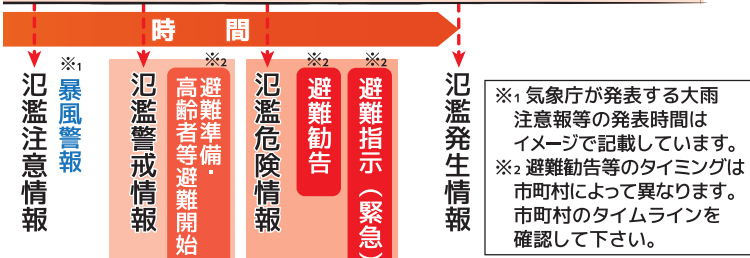 時間
氾濫注意情報
※1
暴風警報
氾濫警戒情報
※2
避難準備・
高齢者等避難開始
氾濫危険情報
※2
避難勧告
※2
避難指示（緊急）
氾濫発生情報
※1 気象庁が発表する大雨
注意報等の発表時間は
イメージで記載しています。
※2 避難勧告等のタイミングは
市町村によって異なります。
市町村のタイムラインを
確認して下さい。